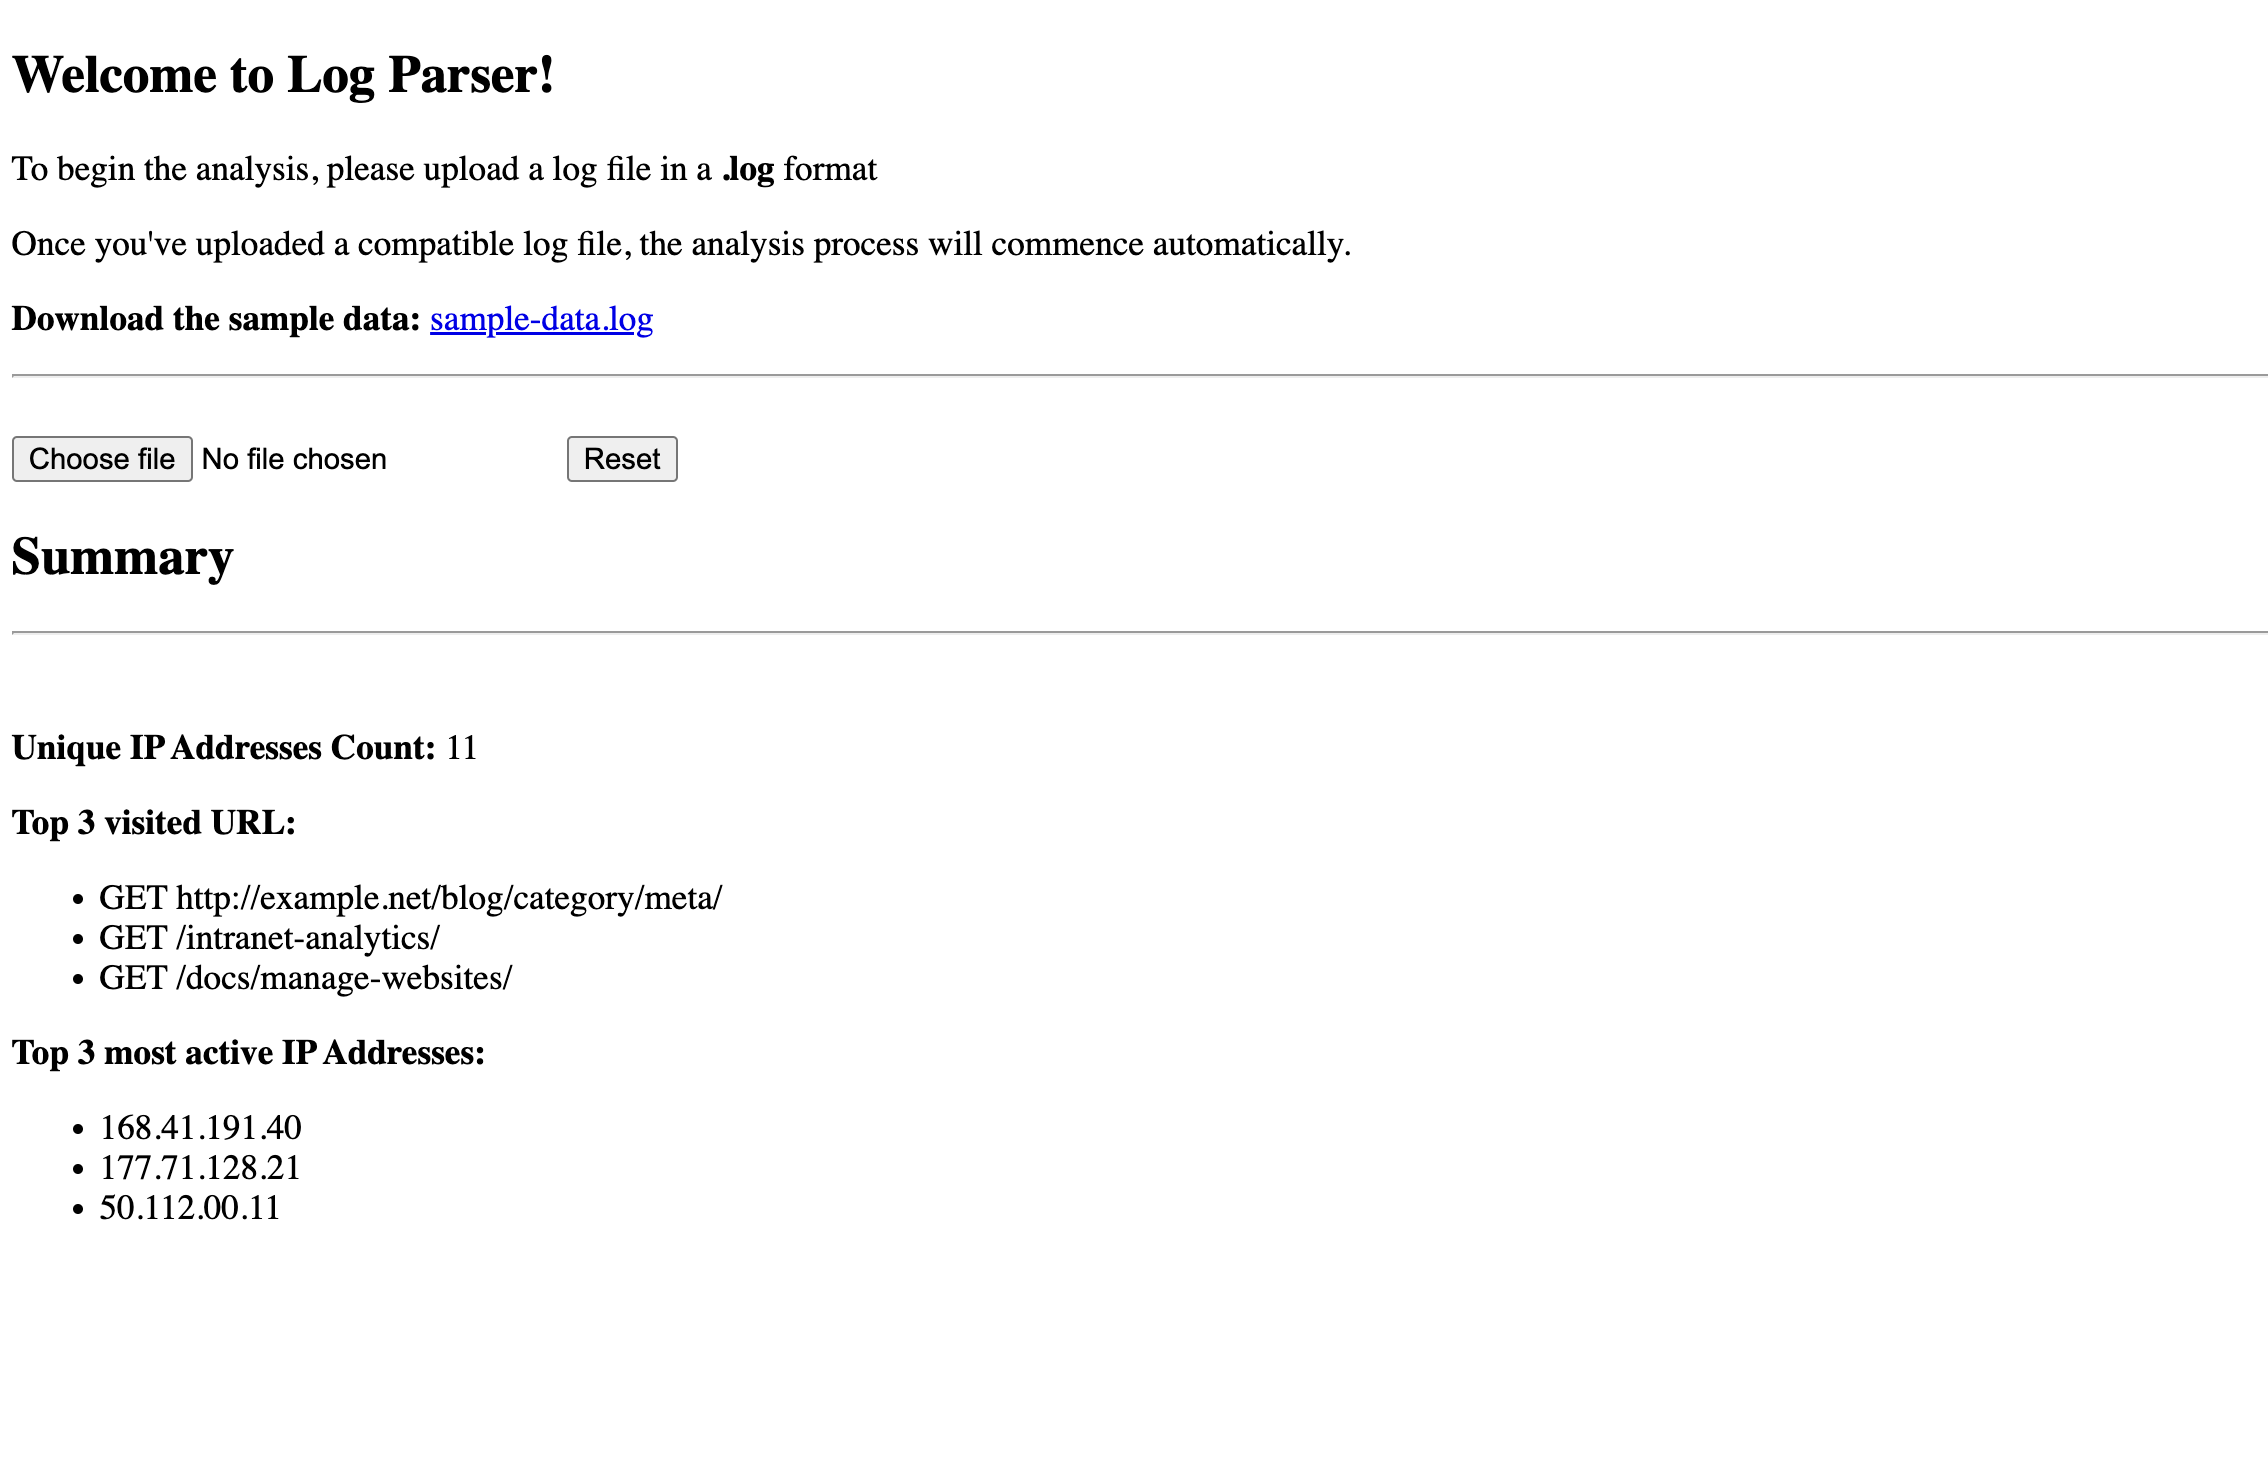 Welcome to Log Parser!
To begin the analysis, please upload a log file in a .log format
Once you've uploaded a compatible log file, the analysis process will commence automatically.
Download the sample data: sample-data.log
Choose file No file chosen Reset
Summary
Unique IP Addresses Count: 11
Top 3 visited URL:
• GET http://example.net/blog/category/meta/
• GET /intranet-analytics/
• GET /docs/manage-websites/
Top 3 most active IP Addresses:
• 168.41.191.40
• 177.71.128.21
• 50.112.00.11